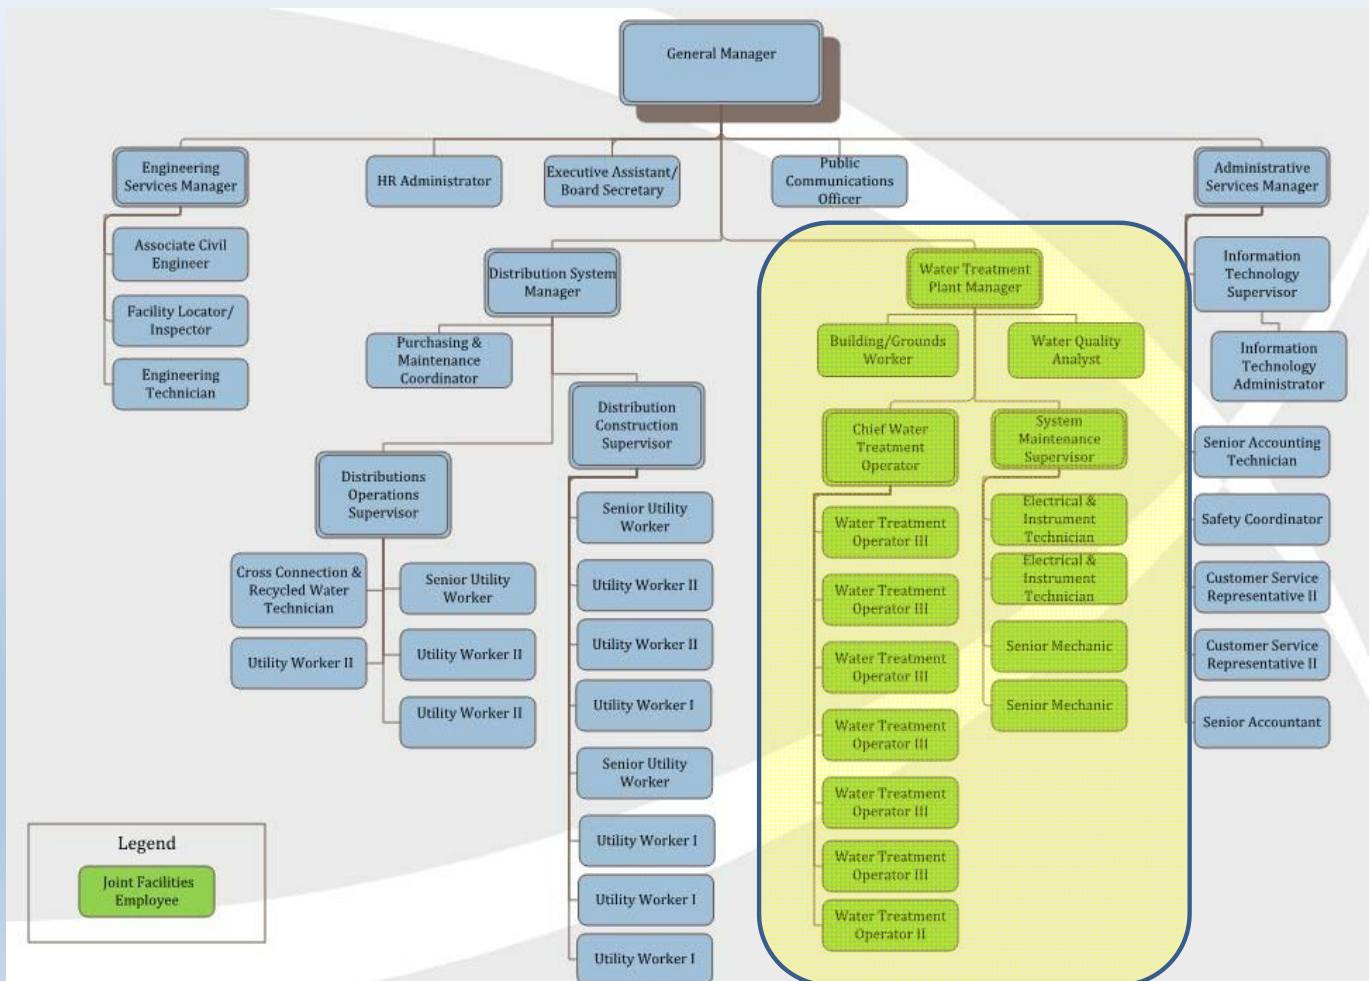 General Manager
Engineering
Services Manager
HR Administrator
Executive Assistant/
Board Secretary
Public
Communications
Officer
Administrative
Services Manager
Associate Civil
Engineer
Facility Locator/
Inspector
Engineering
Technician
Distribution System
Manager
Purchasing &
Maintenance
Coordinator
Distributions
Operations
Supervisor
Cross Connection &
Recycled Water
Technician
Utility Worker II
Senior Utility
Worker
Utility Worker II
Utility Worker II
Distribution
Construction
Supervisor
Senior Utility
Worker
Utility Worker II
Utility Worker II
Utility Worker I
Senior Utility
Worker
Utility Worker I
Utility Worker I
Utility Worker I
Water Treatment
Plant Manager
Building/Grounds
Worker
Water Quality
Analyst
Chief Water
Treatment
Operator
Water Treatment
Operator III
Water Treatment
Operator III
Water Treatment
Operator III
Water Treatment
Operator III
Water Treatment
Operator III
Water Treatment
Operator III
Water Treatment
Operator II
System
Maintenance
Supervisor
Electrical &
Instrument
Technician
Electrical &
Instrument
Technician
Senior Mechanic
Senior Mechanic
Information
Technology
Supervisor
Information
Technology
Administrator
Senior Accounting
Technician
Safety Coordinator
Customer Service
Representative II
Customer Service
Representative II
Senior Accountant
Legend
Joint Facilities
Employee